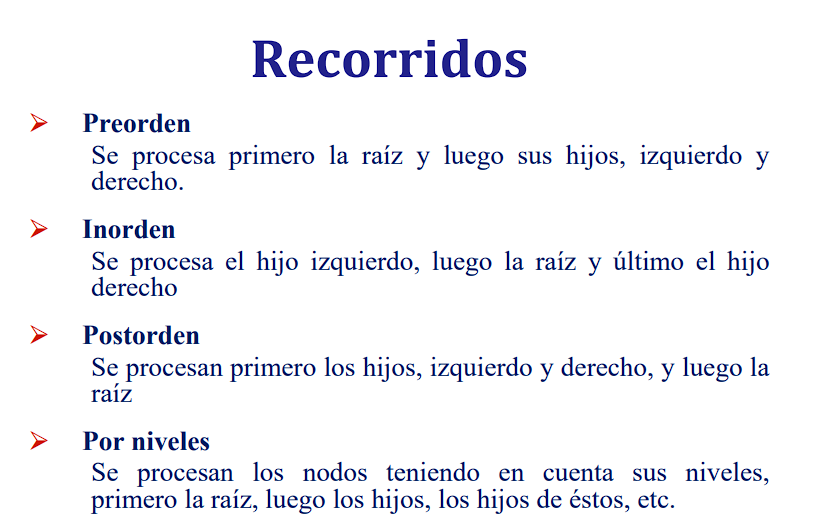 Recorridos
Preorden
Se procesa primero la raíz y luego sus hijos, izquierdo y
derecho.
Inorden
Se procesa el hijo izquierdo, luego la raíz y último el hijo
derecho
Postorden
Se procesan primero los hijos, izquierdo y derecho, y luego la
raíz
Por niveles
Se procesan los nodos teniendo en cuenta sus niveles,
primero la raíz, luego los hijos, los hijos de éstos, etc.